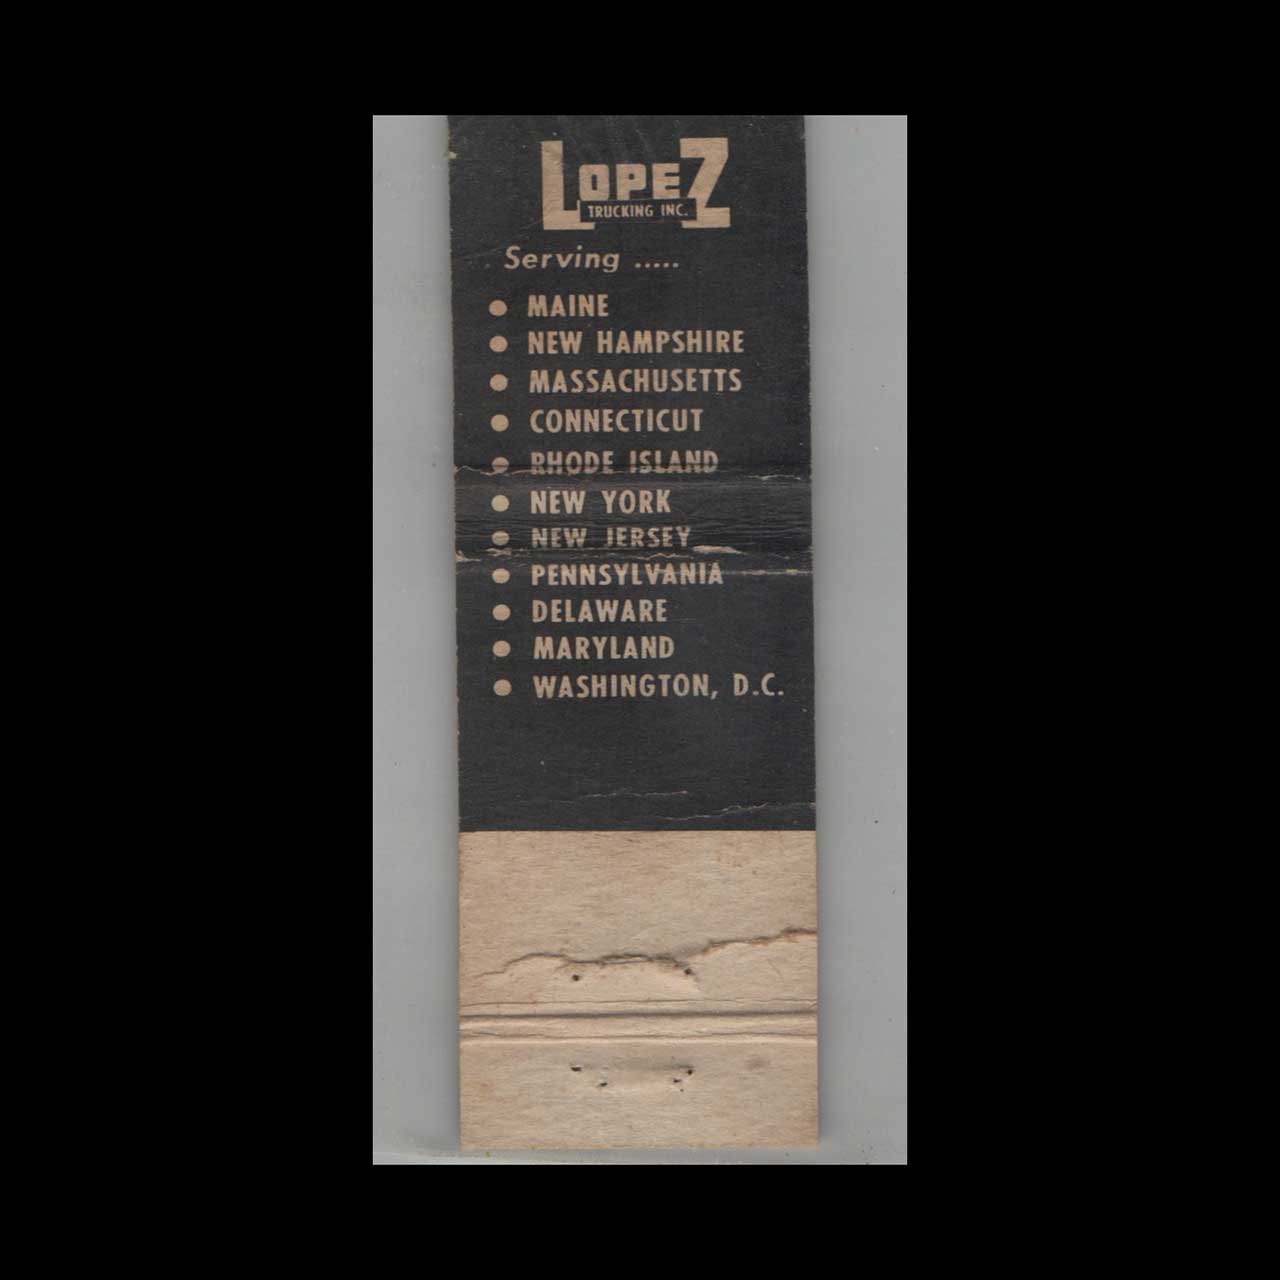 LOPEZ
TRUCKING INC.
Serving .....
● MAINE
● NEW HAMPSHIRE
● MASSACHUSETTS
● CONNECTICUT
● RHODE ISLAND
● NEW YORK
● NEW JERSEY
● PENNSYLVANIA
● DELAWARE
● MARYLAND
● WASHINGTON, D.C.